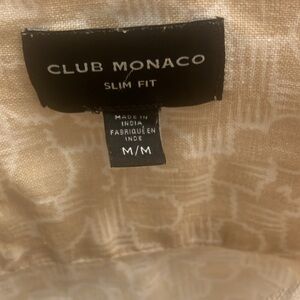 CLUB MONACO
SLIM FIT
MADE IN
INDIA
FABRIQUÉ EN
INDE
M/M